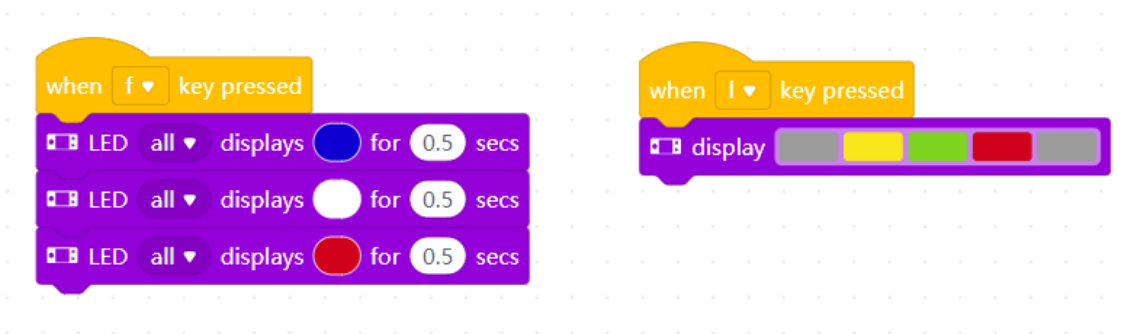 when f key pressed
LED all displays for 0.5 secs
LED all displays for 0.5 secs
LED all displays for 0.5 secs
when l key pressed
display